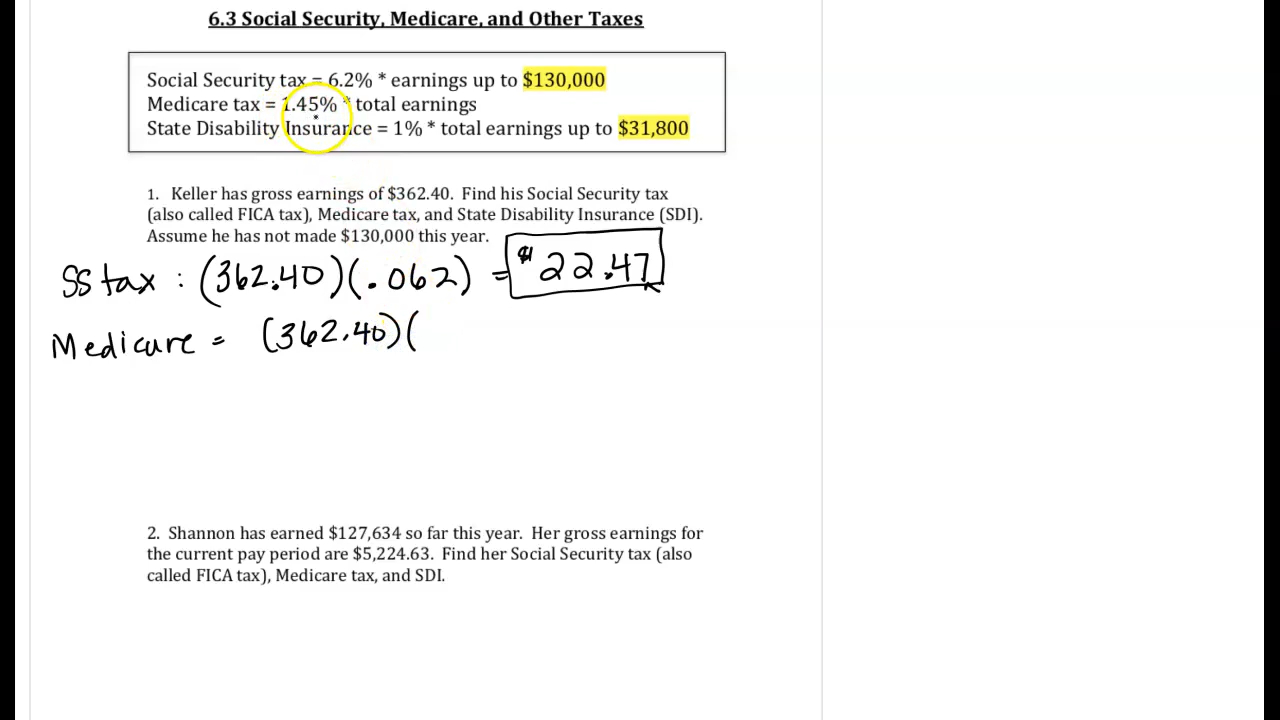 6.3 Social Security, Medicare, and Other Taxes
Social Security tax = 6.2% * earnings up to $130,000
Medicare tax = 1.45% * total earnings
State Disability Insurance = 1% * total earnings up to $31,800
1. Keller has gross earnings of $362.40. Find his Social Security tax
(also called FICA tax), Medicare tax, and State Disability Insurance (SDI).
Assume he has not made $130,000 this year.
SS tax : (362.40)(.062) = $22.47
Medicare = (362.40)(
2. Shannon has earned $127,634 so far this year. Her gross earnings for
the current pay period are $5,224.63. Find her Social Security tax (also
called FICA tax), Medicare tax, and SDI.